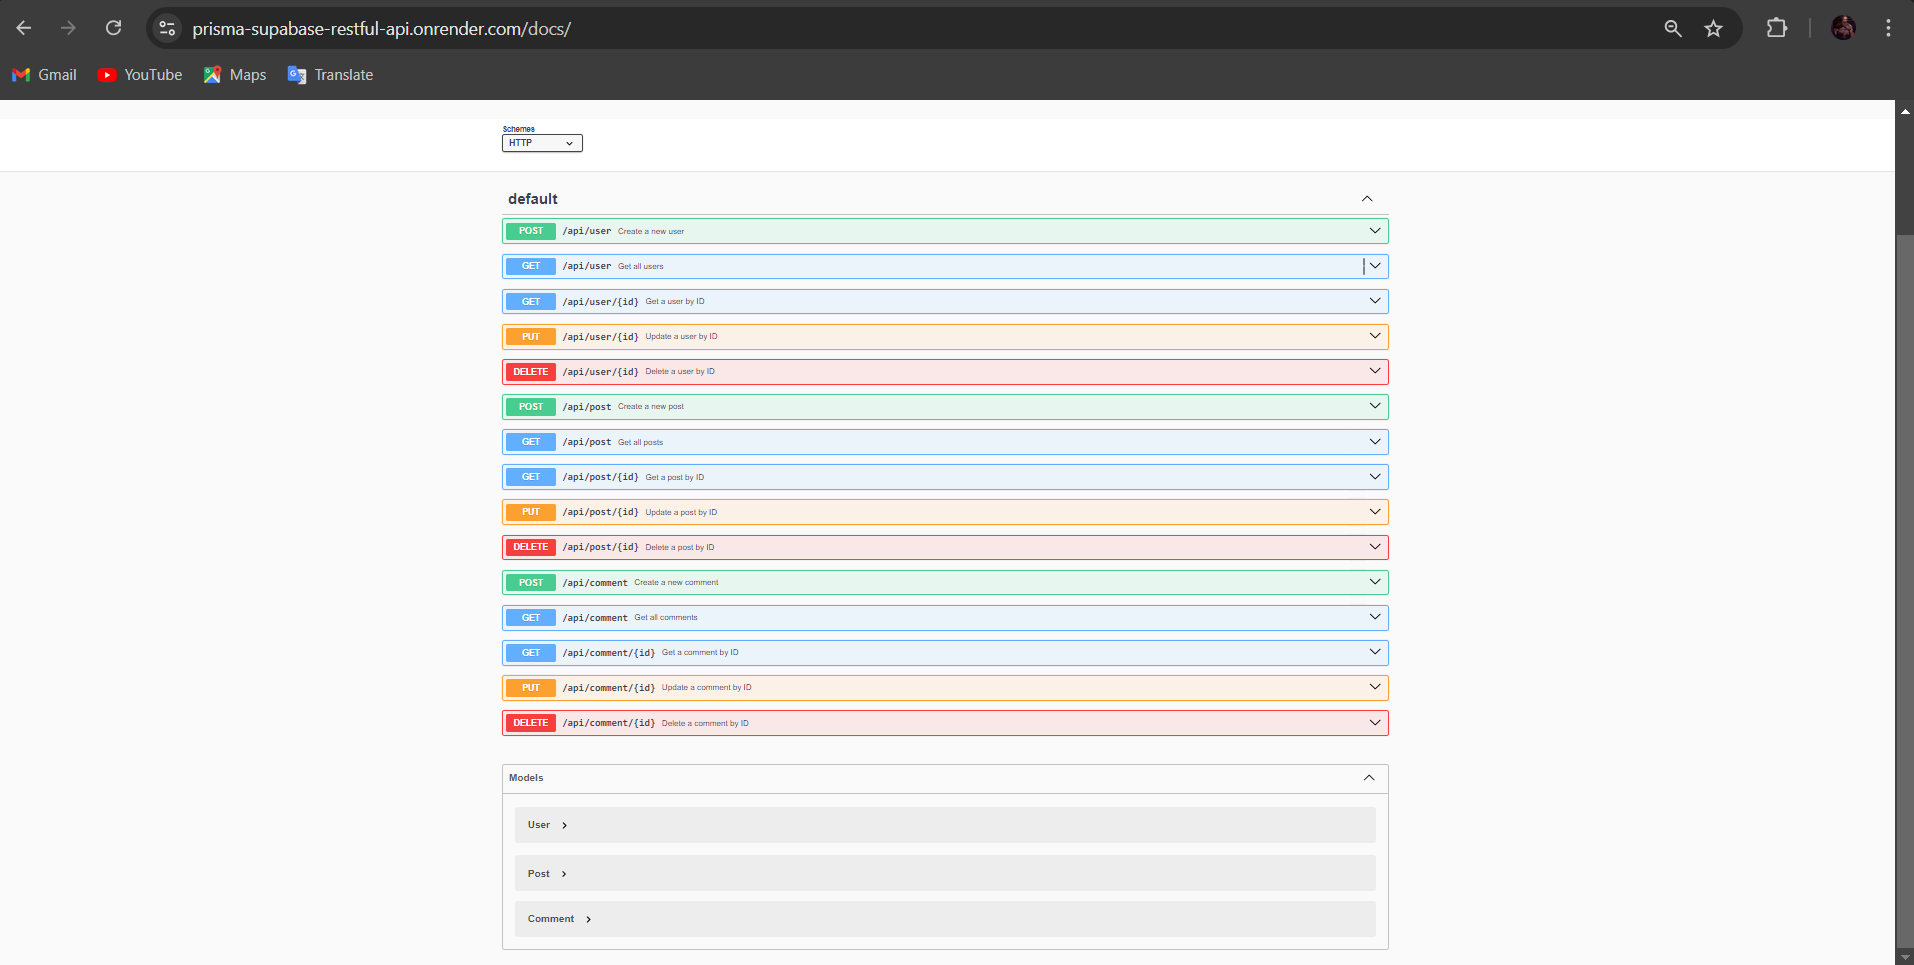 prisma-supabase-restful-api.onrender.com/docs/
Gmail YouTube Maps Translate
Schemes
HTTP
default
POST /api/user Create a new user
GET /api/user Get all users
GET /api/user/{id} Get a user by ID
PUT /api/user/{id} Update a user by ID
DELETE /api/user/{id} Delete a user by ID
POST /api/post Create a new post
GET /api/post Get all posts
GET /api/post/{id} Get a post by ID
PUT /api/post/{id} Update a post by ID
DELETE /api/post/{id} Delete a post by ID
POST /api/comment Create a new comment
GET /api/comment Get all comments
GET /api/comment/{id} Get a comment by ID
PUT /api/comment/{id} Update a comment by ID
DELETE /api/comment/{id} Delete a comment by ID
Models
User
Post
Comment